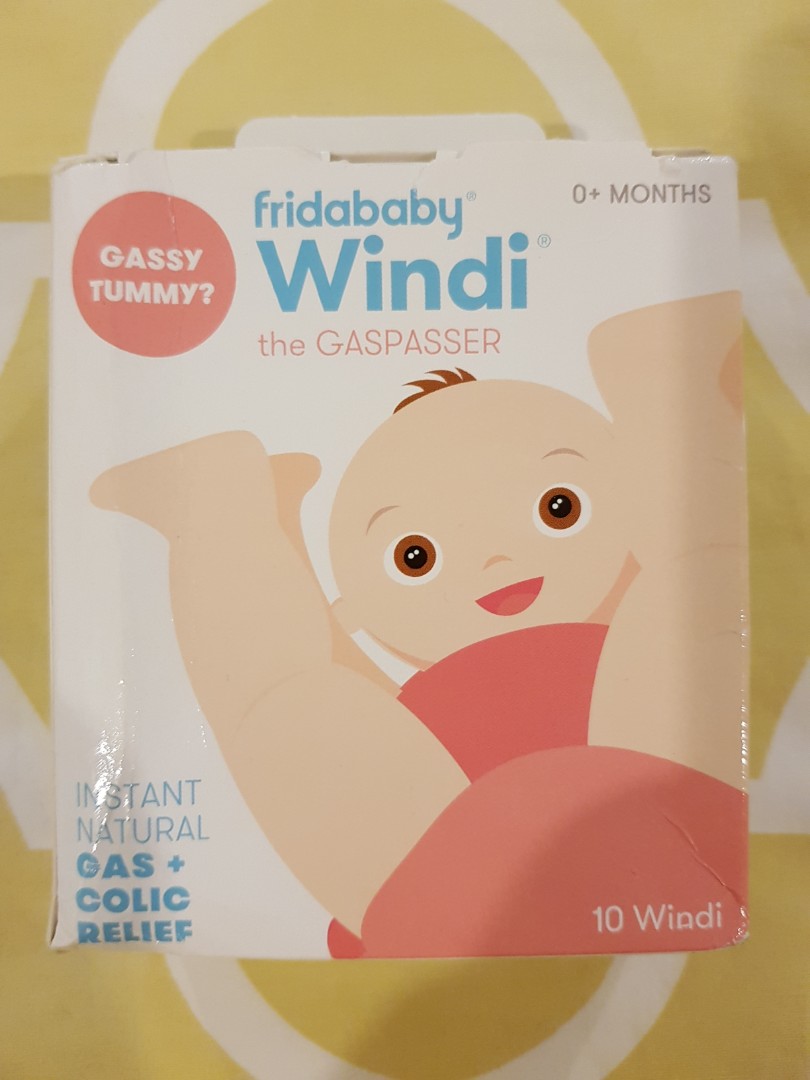 GASSY
TUMMY?
fridababy®
Windi®
the GASPASSER
0+ MONTHS
INSTANT
NATURAL
GAS +
COLIC
RELIEF
10 Windi